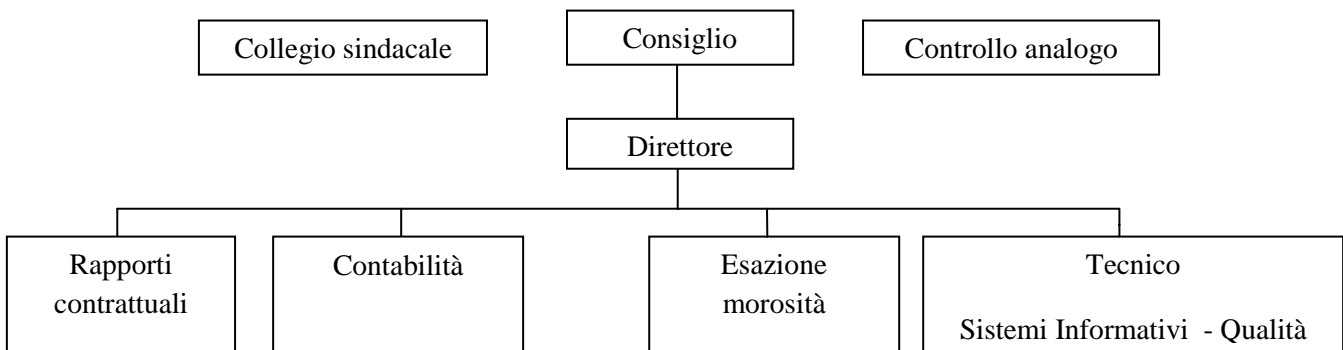 Collegio sindacale
Consiglio
Controllo analogo
Direttore
Rapporti
contrattuali
Contabilità
Esazione
morosità
Tecnico
Sistemi Informativi - Qualità